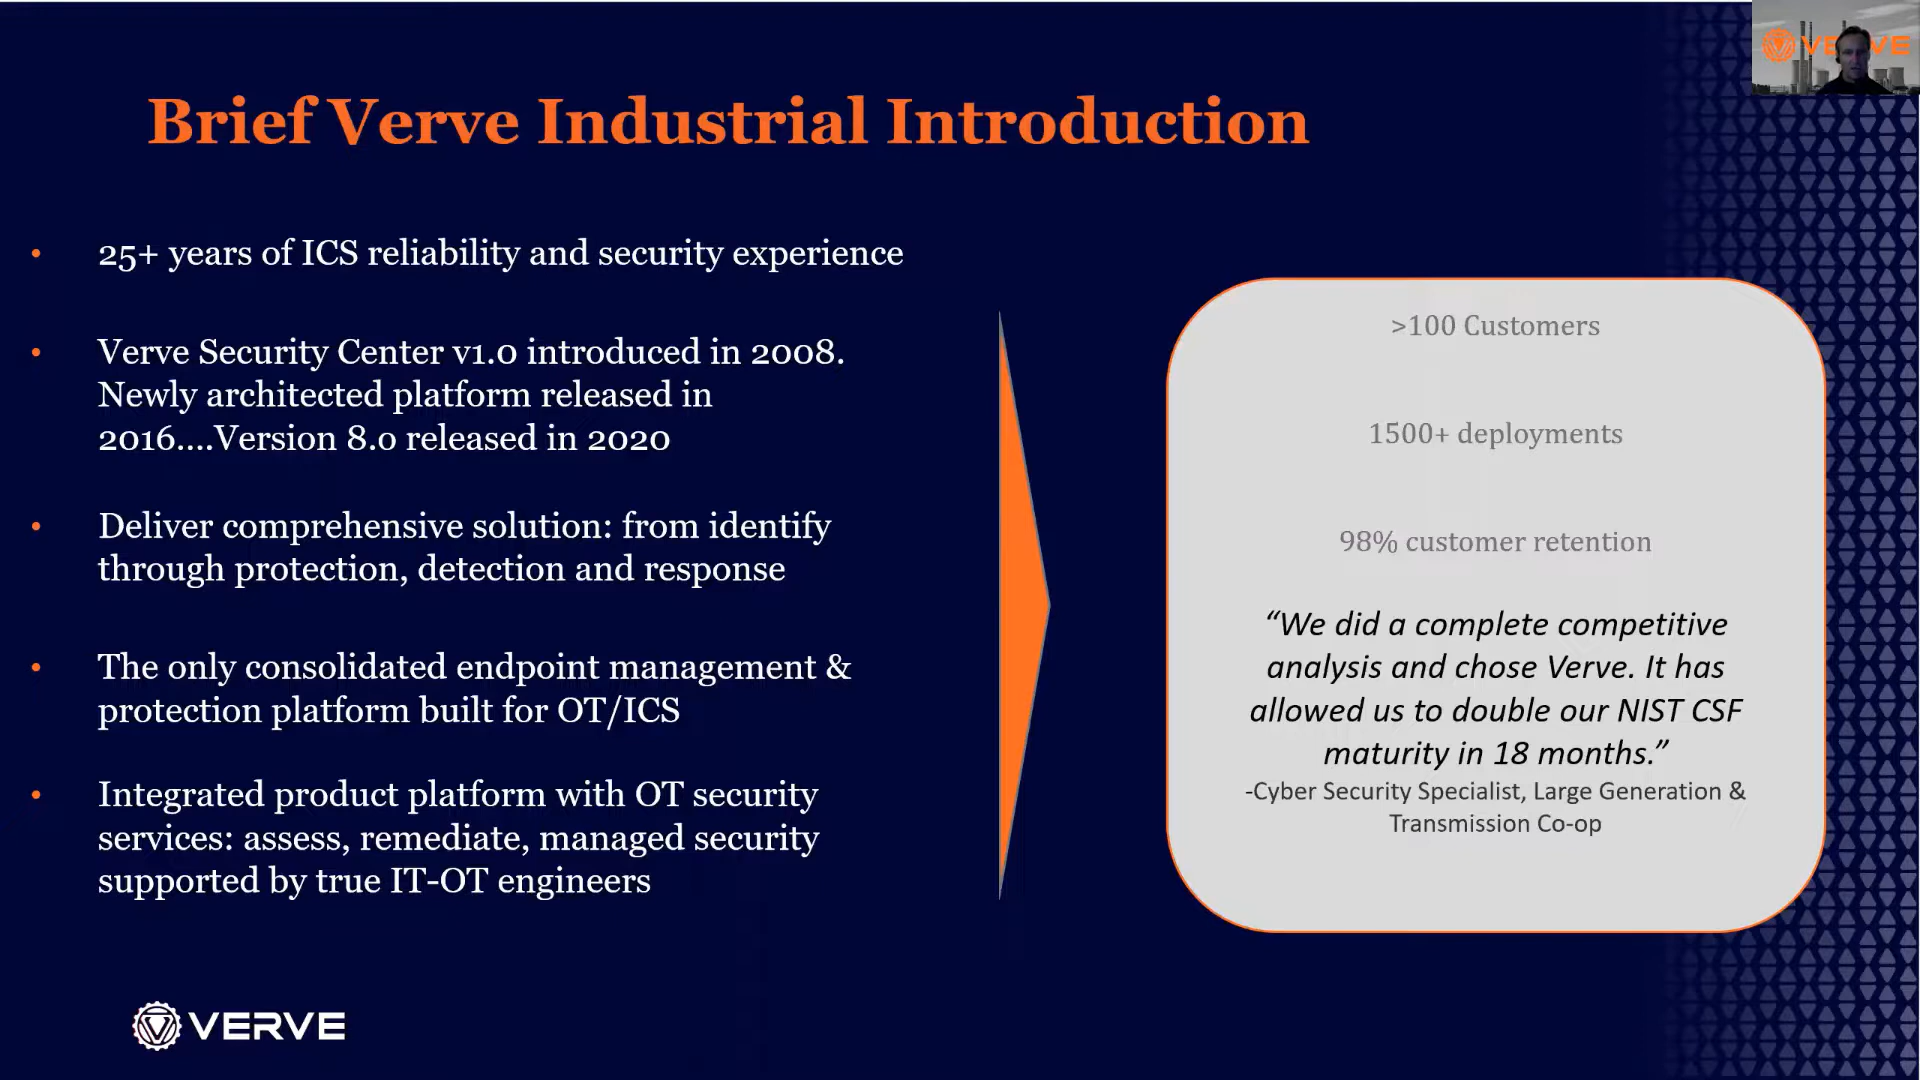 Brief Verve Industrial Introduction
• 25+ years of ICS reliability and security experience
• Verve Security Center v1.0 introduced in 2008.
Newly architected platform released in
2016....Version 8.0 released in 2020
• Deliver comprehensive solution: from identify
through protection, detection and response
• The only consolidated endpoint management &
protection platform built for OT/ICS
• Integrated product platform with OT security
services: assess, remediate, managed security
supported by true IT-OT engineers
>100 Customers
1500+ deployments
98% customer retention
“We did a complete competitive
analysis and chose Verve. It has
allowed us to double our NIST CSF
maturity in 18 months.”
-Cyber Security Specialist, Large Generation &
Transmission Co-op
VERVE